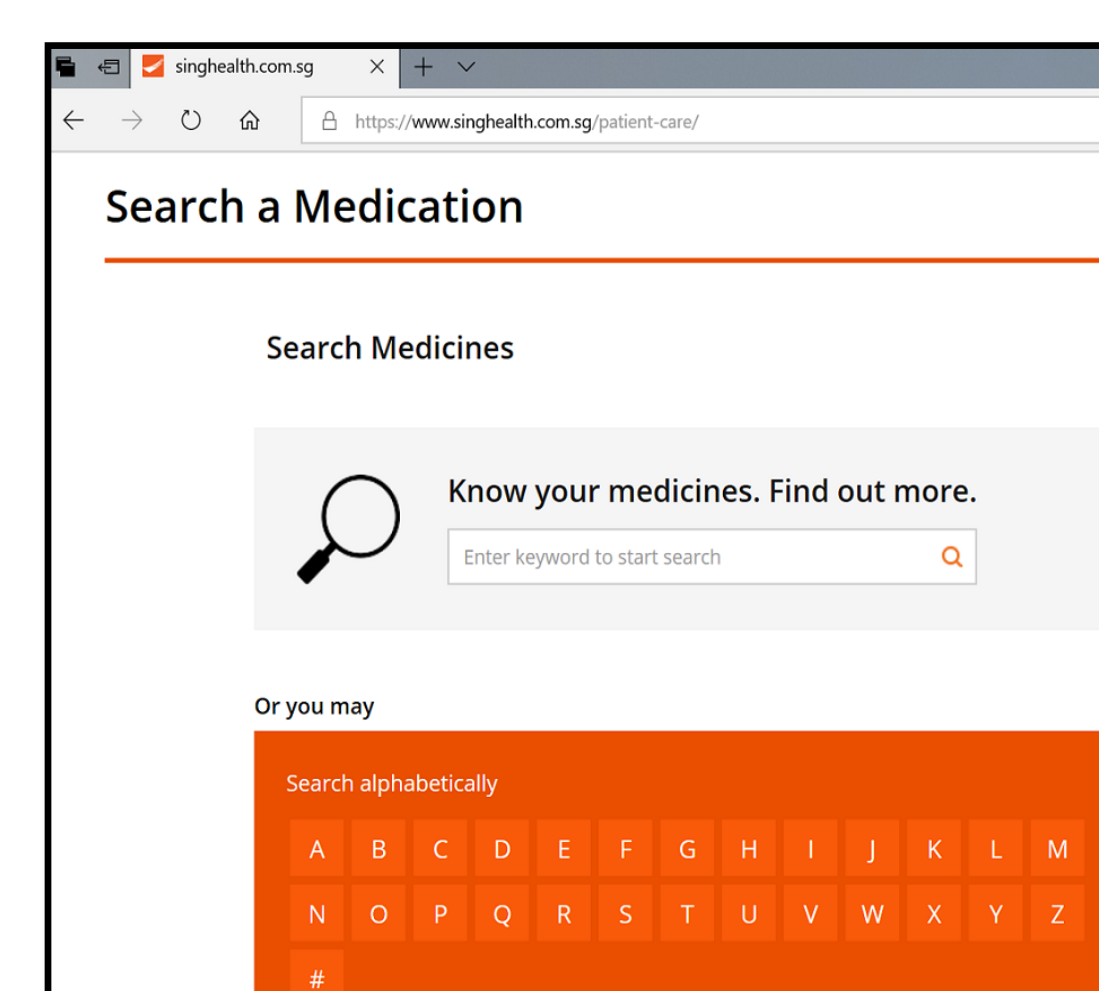 singhealth.com.sg
https://www.singhealth.com.sg/patient-care/
Search a Medication
Search Medicines
Know your medicines. Find out more.
Enter keyword to start search
Or you may
Search alphabetically
A B C D E F G H I J K L M
N O P Q R S T U V W X Y Z
#